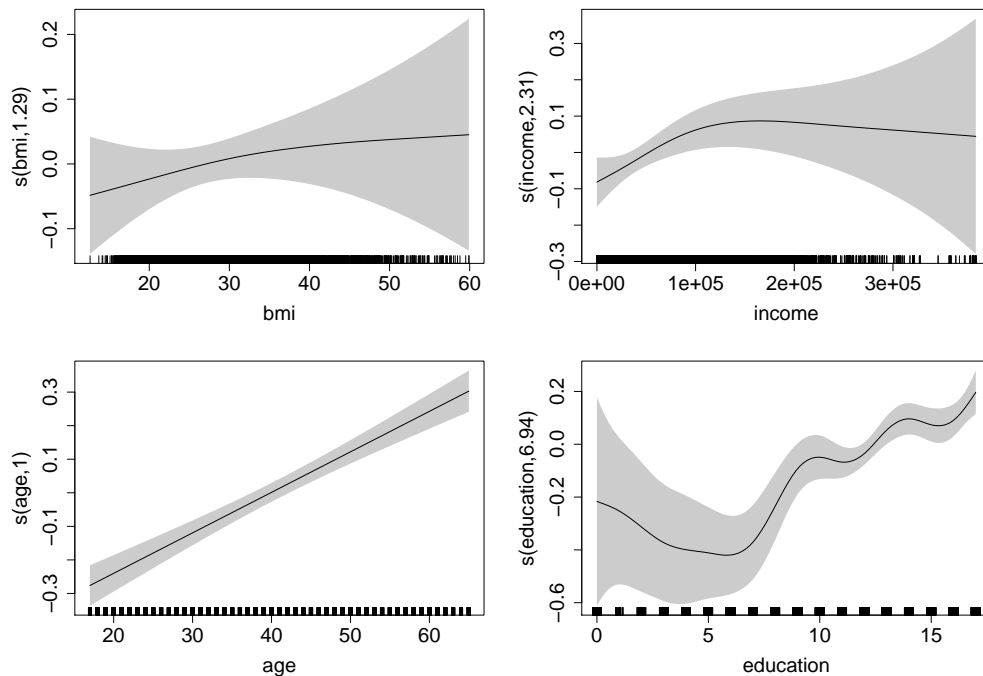 s(bmi,1.29)
−0.1 0.0 0.1 0.2
20 30 40 50 60
bmi
s(income,2.31)
−0.3 −0.1 0.1 0.3
0e+00 1e+05 2e+05 3e+05
income
s(age,1)
−0.3 −0.1 0.1 0.3
20 30 40 50 60
age
s(education,6.94)
−0.6 −0.2 0.0 0.2
0 5 10 15
education